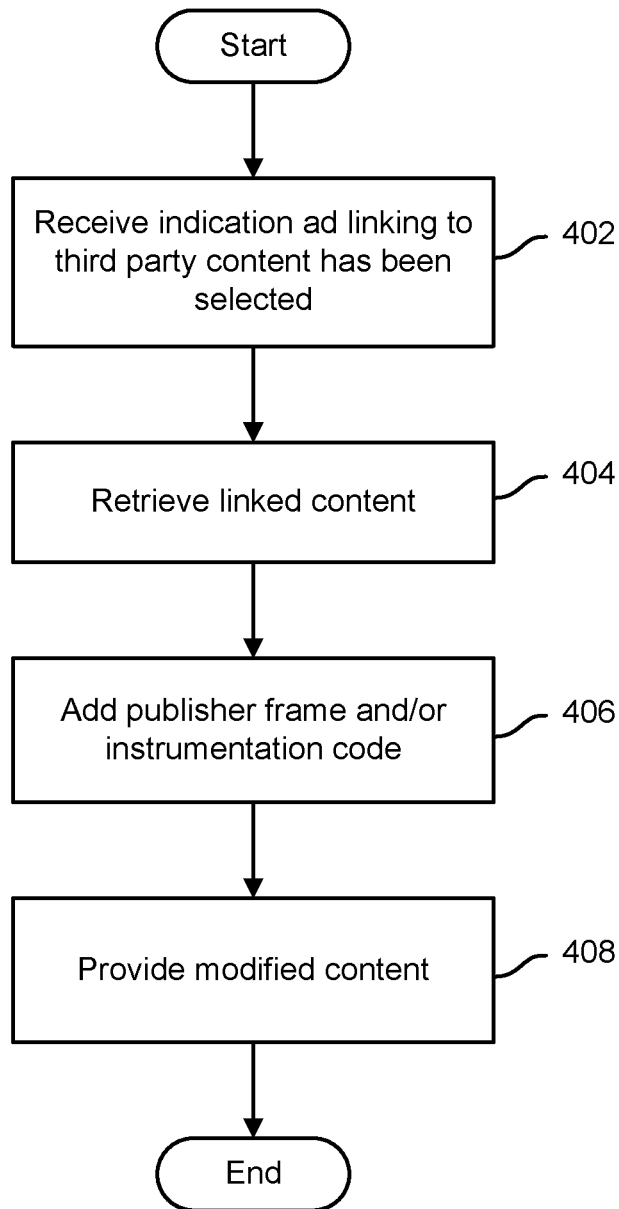 Start
Receive indication ad linking to
third party content has been
selected
402
Retrieve linked content
404
Add publisher frame and/or
instrumentation code
406
Provide modified content
408
End